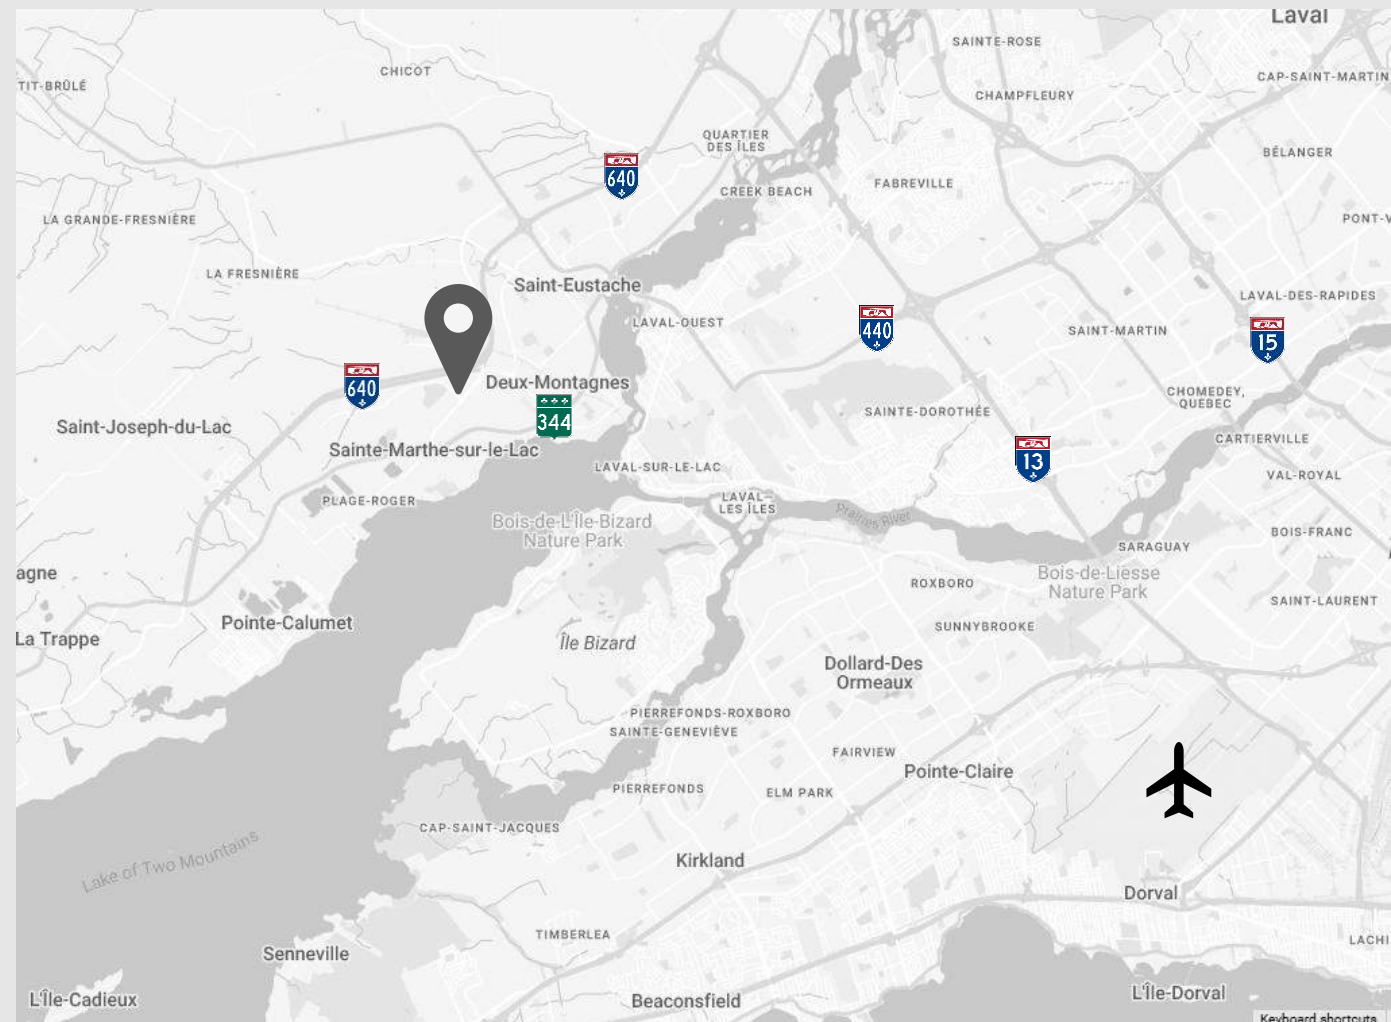 Laval
SAINTE-ROSE
CHICOT
CAP-SAINT-MARTIN
TIT-BRÛLÉ
CHAMPFLEURY
QUARTIER
DES ÎLES
BÉLANGER
640
CREEK BEACH
FABREVILLE
LA GRANDE-FRESNIÈRE
PONT-V
LA FRESNIÈRE
Saint-Eustache
LAVAL-DES-RAPIDES
LAVAL-OUEST
440
SAINT-MARTIN
15
640
Deux-Montagnes
CHOMEDEY,
QUEBEC
344
SAINTE-DOROTHÉE
Saint-Joseph-du-Lac
CARTIERVILLE
Sainte-Marthe-sur-le-Lac
13
LAVAL-SUR-LE-LAC
VAL-ROYAL
PLAGE-ROGER
LAVAL—
LES ÎLES
Bois-de-L'Île-Bizard
Nature Park
Prairies River
BOIS-FRANC
SARAGUAY
agne
Bois-de-Liesse
Nature Park
ROXBORO
SAINT-LAURENT
Pointe-Calumet
SUNNYBROOKE
La Trappe
Île Bizard
Dollard-Des
Ormeaux
PIERREFONDS-ROXBORO
SAINTE-GENEVIÈVE
FAIRVIEW
Pointe-Claire
PIERREFONDS
ELM PARK
CAP-SAINT-JACQUES
Lake of Two Mountains
Kirkland
Dorval
TIMBERLEA
LACHI
Senneville
L'Île-Cadieux
Beaconsfield
L'Île-Dorval
Keyboard shortcuts